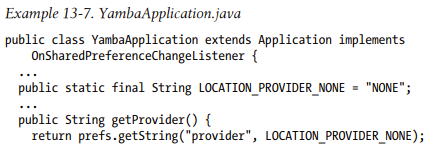 Example 13-7. YambaApplication.java
public class YambaApplication extends Application implements
    OnSharedPreferenceChangeListener {
  ...
  public static final String LOCATION_PROVIDER_NONE = "NONE";
  ...
  public String getProvider() {
    return prefs.getString("provider", LOCATION_PROVIDER_NONE);